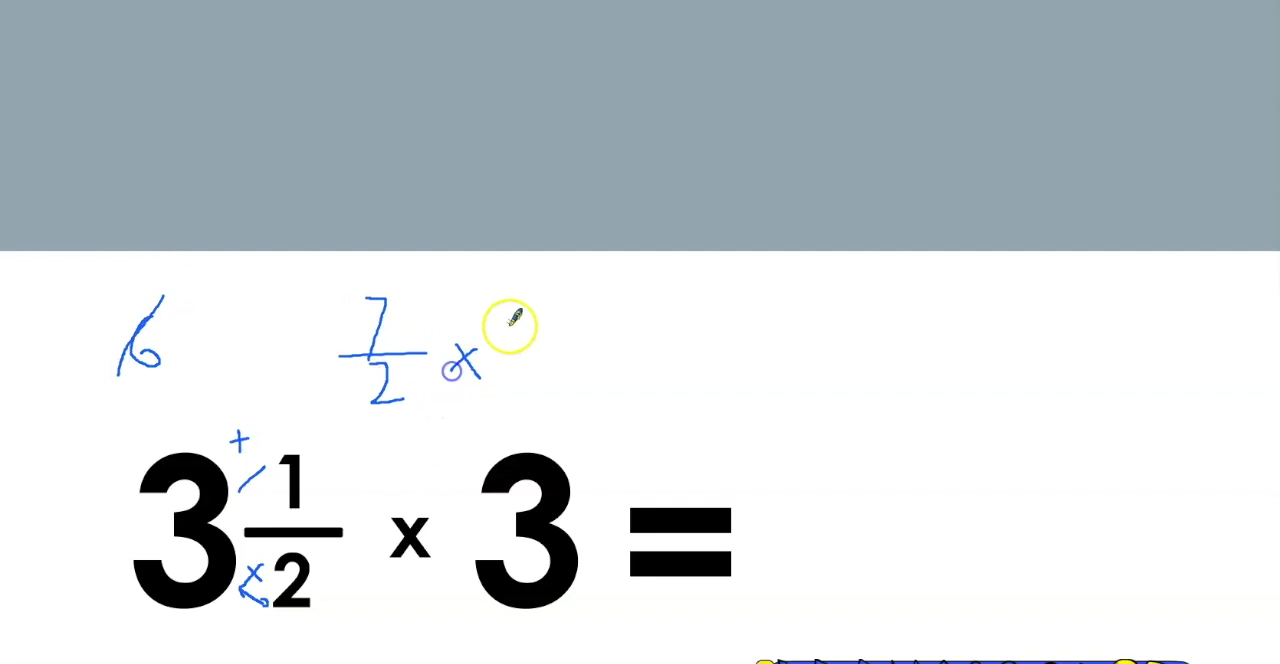 6 7/2 x
+
3 1/2 x 3 =
x